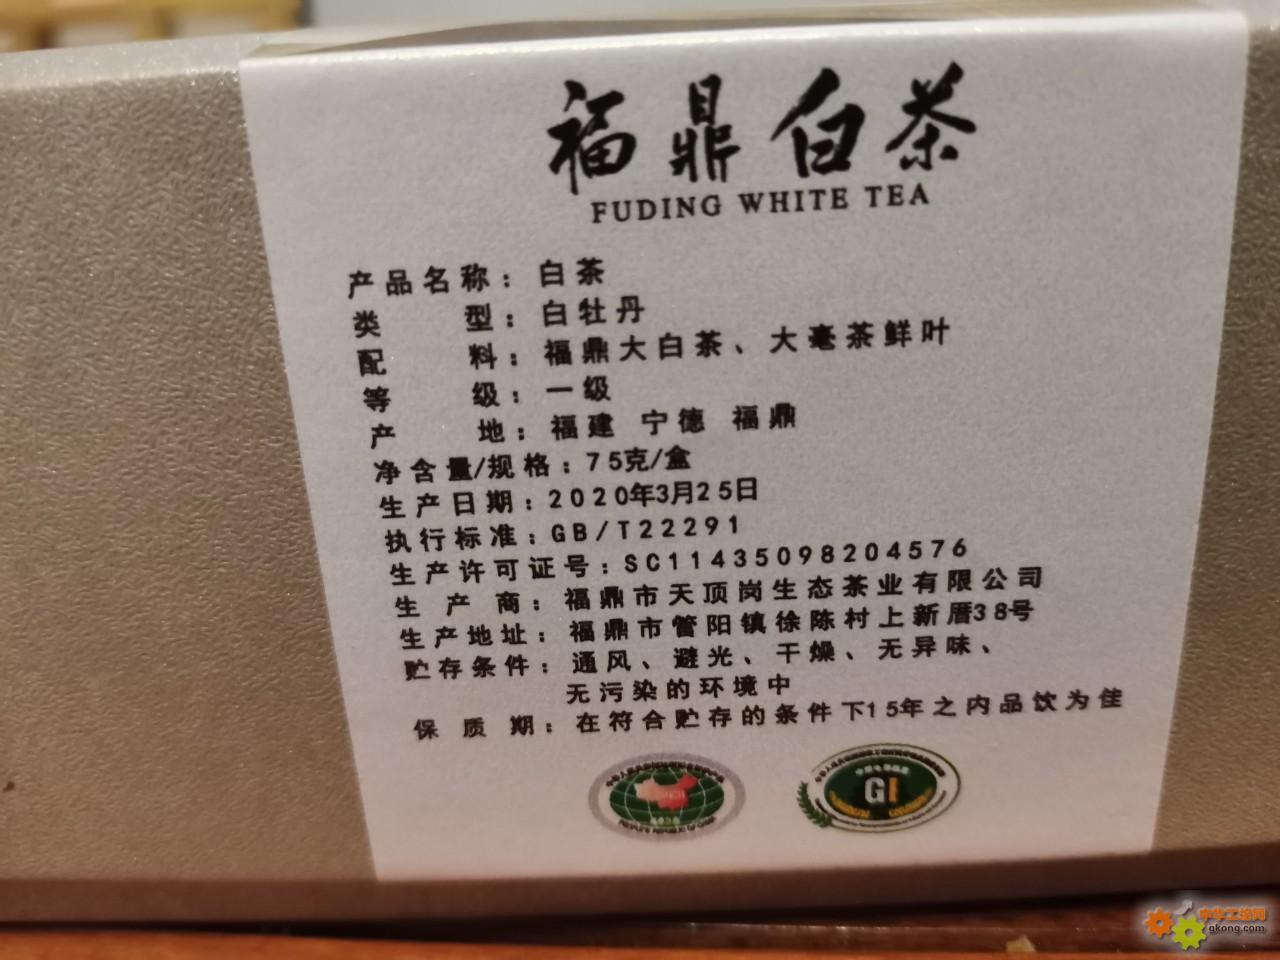 福鼎白茶
FUDING WHITE TEA
产品名称：白茶
类型：白牡丹
配料：福鼎大白茶、大毫茶鲜叶
等级：一级
产地：福建 宁德 福鼎
净含量/规格：75克/盒
生产日期：2020年3月25日
执行标准：GB/T22291
生产许可证号：SC11435098204576
生产商：福鼎市天顶岗生态茶业有限公司
生产地址：福鼎市管阳镇徐陈村上新厝38号
贮存条件：通风、避光、干燥、无异味、
无污染的环境中
保质期：在符合贮存的条件下15年之内品饮为佳
GI
中华工控网
gkong.com